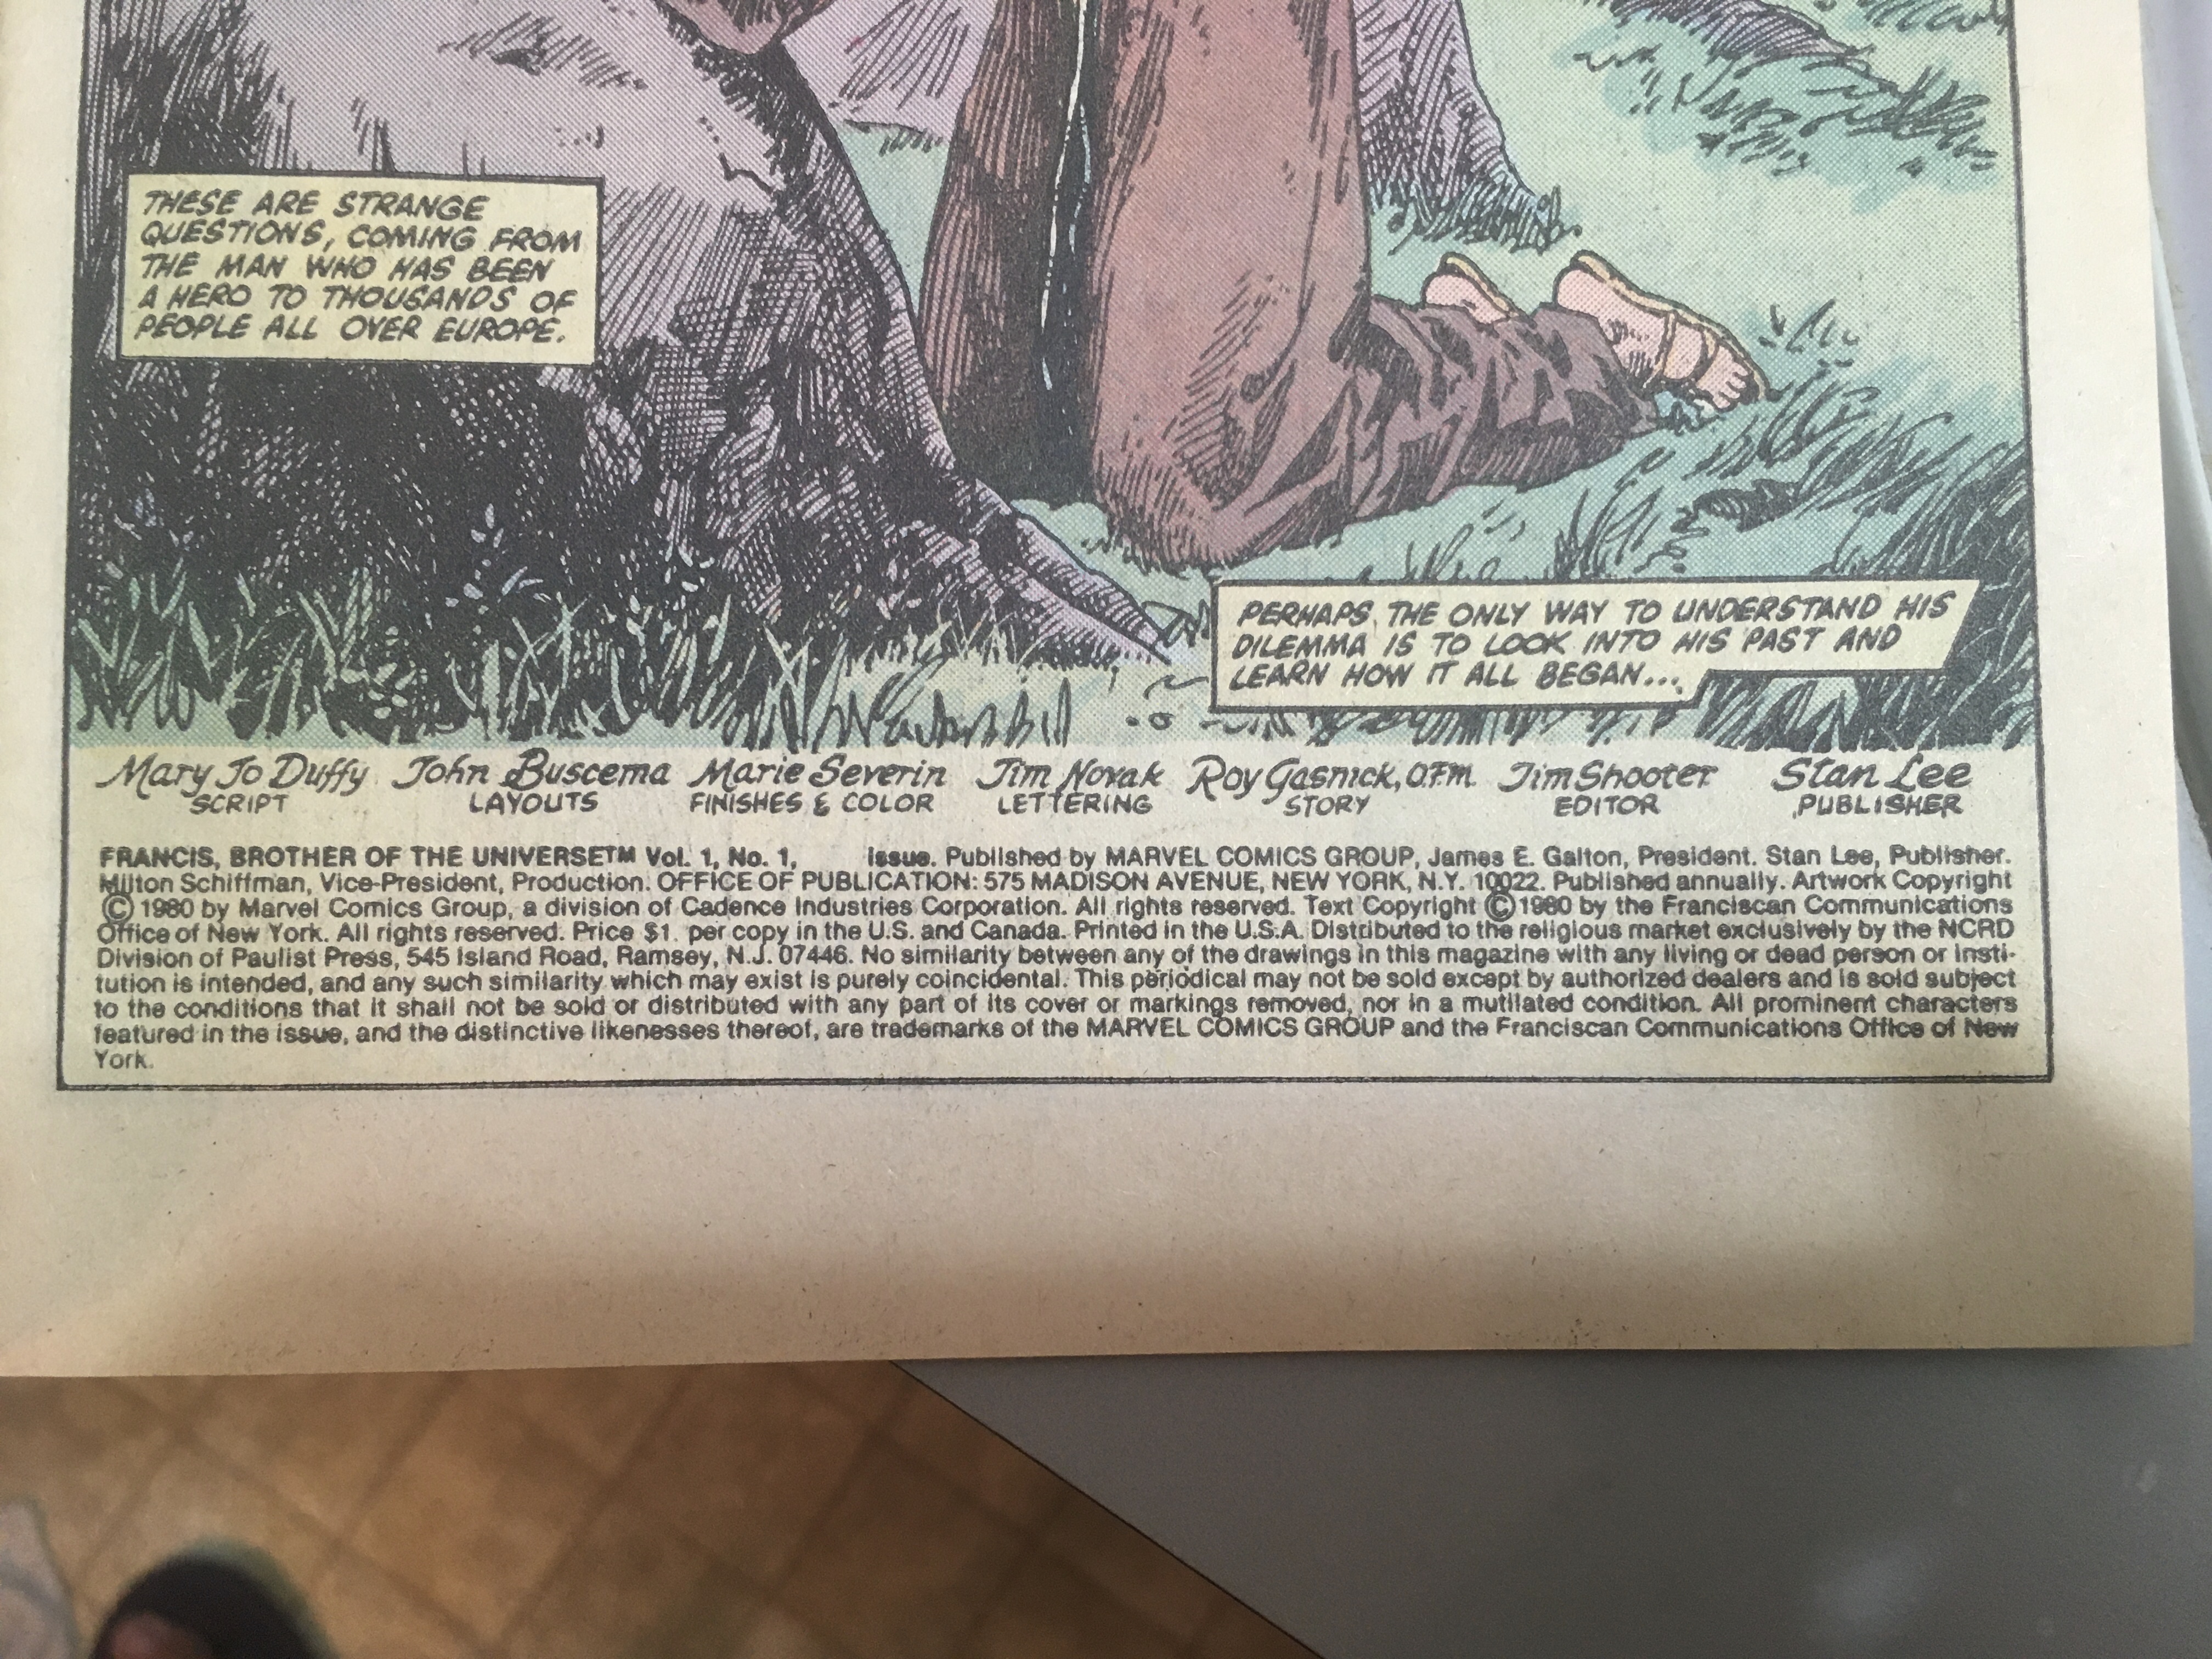 THESE ARE STRANGE
QUESTIONS, COMING FROM
THE MAN WHO HAS BEEN
A HERO TO THOUSANDS OF
PEOPLE ALL OVER EUROPE.
PERHAPS THE ONLY WAY TO UNDERSTAND HIS
DILEMMA IS TO LOOK INTO HIS PAST AND
LEARN HOW IT ALL BEGAN...
Mary Jo Duffy John Buscema Marie Severin Jim Novak Roy Gasnick, O.F.M. Jim Shooter Stan Lee
SCRIPT LAYOUTS FINISHES & COLOR LETTERING STORY EDITOR PUBLISHER
FRANCIS, BROTHER OF THE UNIVERSE™ Vol. 1, No. 1, issue. Published by MARVEL COMICS GROUP, James E. Galton, President. Stan Lee, Publisher.
Milton Schiffman, Vice-President, Production. OFFICE OF PUBLICATION: 575 MADISON AVENUE, NEW YORK, N.Y. 10022. Published annually. Artwork Copyright
© 1980 by Marvel Comics Group, a division of Cadence Industries Corporation. All rights reserved. Text Copyright © 1980 by the Franciscan Communications
Office of New York. All rights reserved. Price $1. per copy in the U.S. and Canada. Printed in the U.S.A. Distributed to the religious market exclusively by the NCRD
Division of Paulist Press, 545 Island Road, Ramsey, N.J. 07446. No similarity between any of the drawings in this magazine with any living or dead person or insti-
tution is intended, and any such similarity which may exist is purely coincidental. This periodical may not be sold except by authorized dealers and is sold subject
to the conditions that it shall not be sold or distributed with any part of its cover or markings removed, nor in a mutilated condition. All prominent characters
featured in the issue, and the distinctive likenesses thereof, are trademarks of the MARVEL COMICS GROUP and the Franciscan Communications Office of New
York.